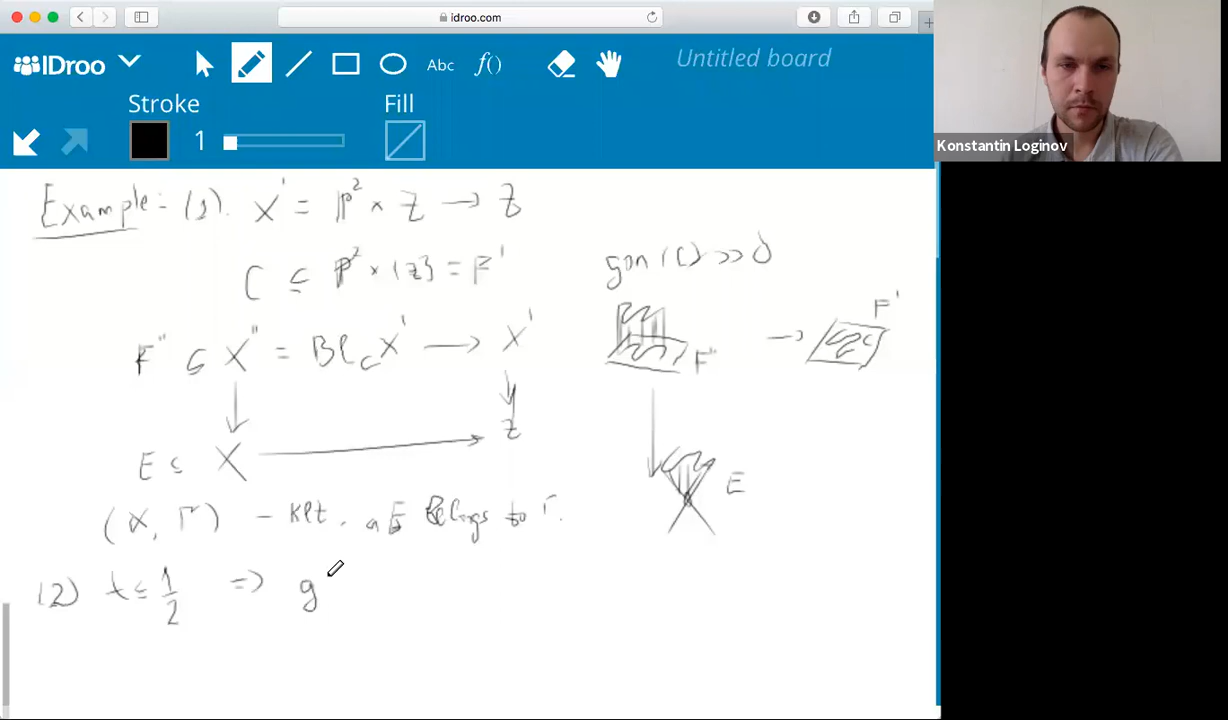 idroo.com
IDroo
Abc
f()
Untitled board
Stroke
Fill
1
Konstantin Loginov
Example: (1). X' = ℙ² × Z → Z
C ⊆ ℙ² × {z} = F'
gon(C) >> 0
F'' ⊆ X'' = Bl_C X' → X'
Z
E ⊆ X
F'
F''
E
(X, Γ) - klt, aE belongs to Γ.
(2) t ≤ 1/2 => g